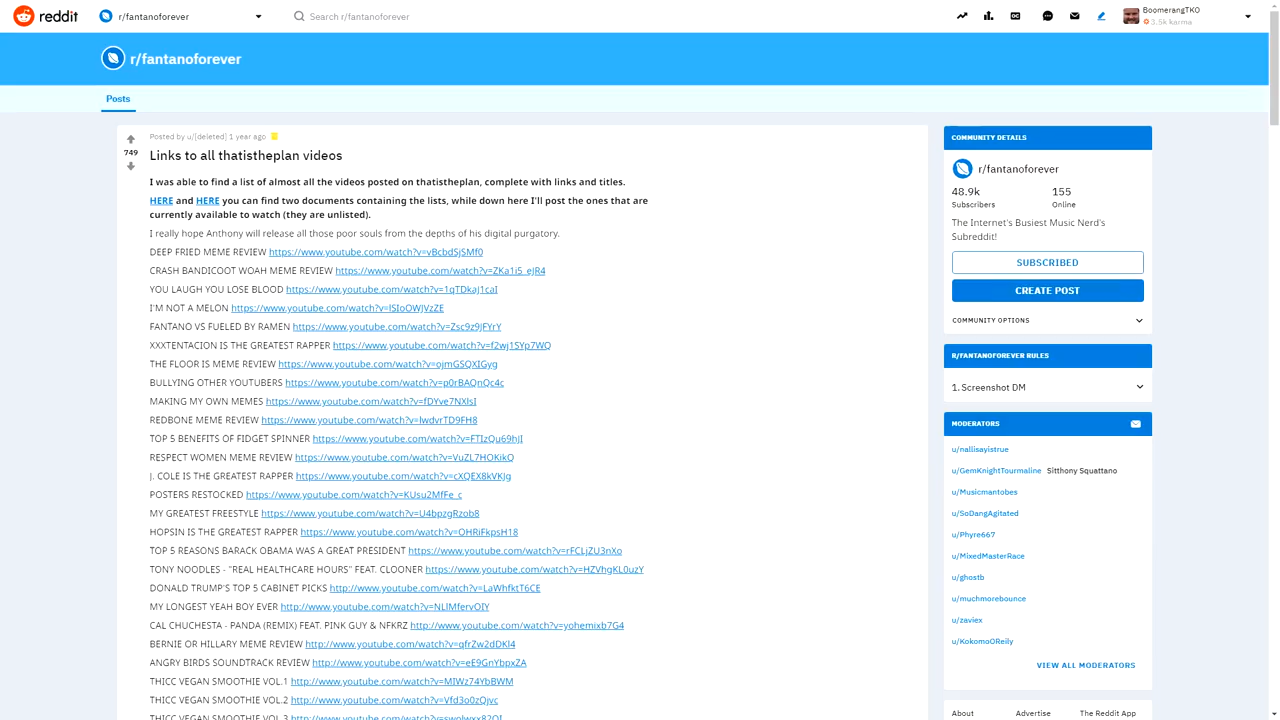 reddit
r/fantanoforever
Search r/fantanoforever
BoomerangTKO
3.5k karma
r/fantanoforever
Posts
749
Posted by u/[deleted] 1 year ago
Links to all thatistheplan videos
I was able to find a list of almost all the videos posted on thatistheplan, complete with links and titles.
HERE and HERE you can find two documents containing the lists, while down here I'll post the ones that are
currently available to watch (they are unlisted).
I really hope Anthony will release all those poor souls from the depths of his digital purgatory.
DEEP FRIED MEME REVIEW https://www.youtube.com/watch?v=vBcbdSjSMf0
CRASH BANDICOOT WOAH MEME REVIEW https://www.youtube.com/watch?v=ZKa1i5_eJR4
YOU LAUGH YOU LOSE BLOOD https://www.youtube.com/watch?v=1qTDkaJ1caI
I'M NOT A MELON https://www.youtube.com/watch?v=lSIoOWJVzZE
FANTANO VS FUELED BY RAMEN https://www.youtube.com/watch?v=Zsc9z9JFYrY
XXXTENTACION IS THE GREATEST RAPPER https://www.youtube.com/watch?v=f2wj1SYp7WQ
THE FLOOR IS MEME REVIEW https://www.youtube.com/watch?v=ojmGSQXIGyg
BULLYING OTHER YOUTUBERS https://www.youtube.com/watch?v=p0rBAQnQc4c
MAKING MY OWN MEMES https://www.youtube.com/watch?v=fDYve7NXlsI
REDBONE MEME REVIEW https://www.youtube.com/watch?v=lwdvrTD9FH8
TOP 5 BENEFITS OF FIDGET SPINNER https://www.youtube.com/watch?v=FTIzQu69hJI
RESPECT WOMEN MEME REVIEW https://www.youtube.com/watch?v=VuZL7HOKikQ
J. COLE IS THE GREATEST RAPPER https://www.youtube.com/watch?v=cXQEX8kVKJg
POSTERS RESTOCKED https://www.youtube.com/watch?v=KUsu2MfFe_c
MY GREATEST FREESTYLE https://www.youtube.com/watch?v=U4bpzgRzob8
HOPSIN IS THE GREATEST RAPPER https://www.youtube.com/watch?v=OHRiFkpsH18
TOP 5 REASONS BARACK OBAMA WAS A GREAT PRESIDENT https://www.youtube.com/watch?v=rFCLjZU3nXo
TONY NOODLES - "REAL HEALTHCARE HOURS" FEAT. CLOONER https://www.youtube.com/watch?v=HZVhgKL0uzY
DONALD TRUMP'S TOP 5 CABINET PICKS http://www.youtube.com/watch?v=LaWhfktT6CE
MY LONGEST YEAH BOY EVER http://www.youtube.com/watch?v=NLlMfervOIY
CAL CHUCHESTA - PANDA (REMIX) FEAT. PINK GUY & NFKRZ http://www.youtube.com/watch?v=yohemixb7G4
BERNIE OR HILLARY MEME REVIEW http://www.youtube.com/watch?v=qfrZw2dDKl4
ANGRY BIRDS SOUNDTRACK REVIEW http://www.youtube.com/watch?v=eE9GnYbpxZA
THICC VEGAN SMOOTHIE VOL.1 http://www.youtube.com/watch?v=MIWz74YbBWM
THICC VEGAN SMOOTHIE VOL.2 http://www.youtube.com/watch?v=Vfd3o0zQjvc
THICC VEGAN SMOOTHIE VOL.3
COMMUNITY DETAILS
r/fantanoforever
48.9k 155
Subscribers Online
The Internet's Busiest Music Nerd's
Subreddit!
SUBSCRIBED
CREATE POST
COMMUNITY OPTIONS
R/FANTANOFOREVER RULES
1. Screenshot DM
MODERATORS
u/nallisayistrue
u/GemKnightTourmaline Sitthony Squattano
u/Musicmantobes
u/SoDangAgitated
u/Phyre667
u/MixedMasterRace
u/ghostb
u/muchmorebounce
u/zaviex
u/KokomoOReily
VIEW ALL MODERATORS
About Advertise The Reddit App